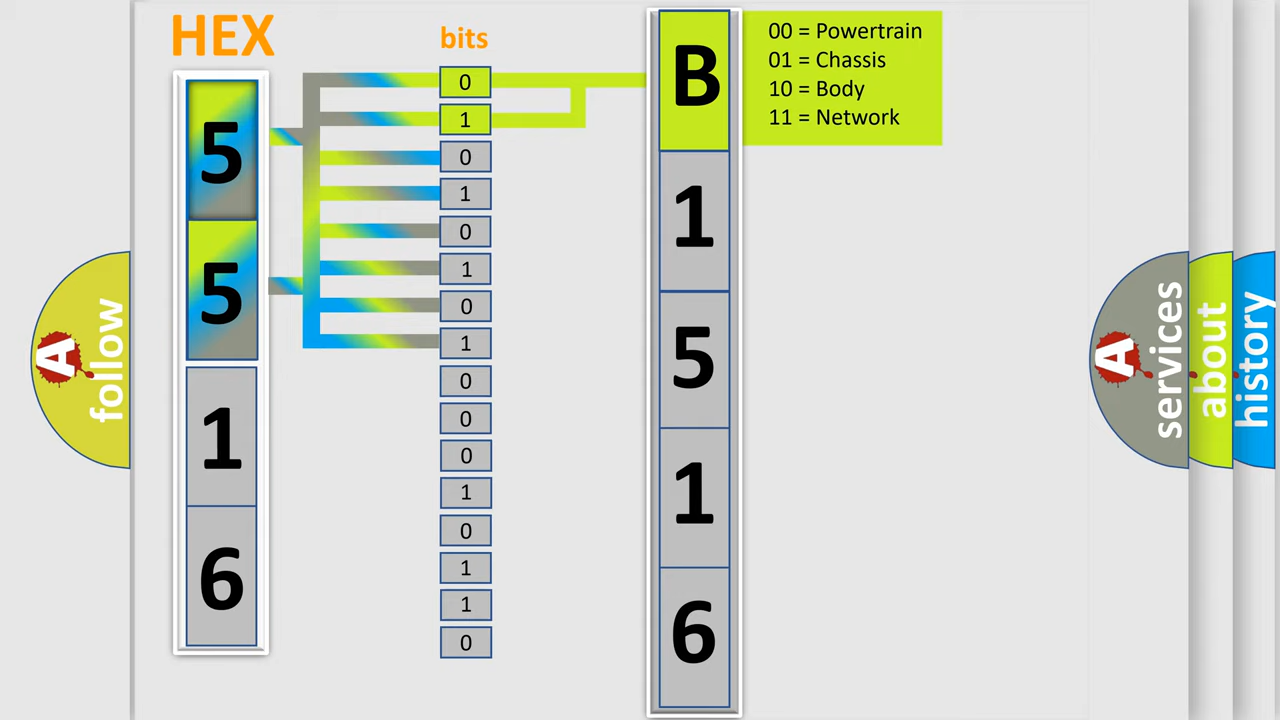 HEX
bits
5
5
1
6
0
1
0
1
0
1
0
1
0
0
0
1
0
1
1
0
B
1
5
1
6
00 = Powertrain
01 = Chassis
10 = Body
11 = Network
A
follow
A
services
about
history